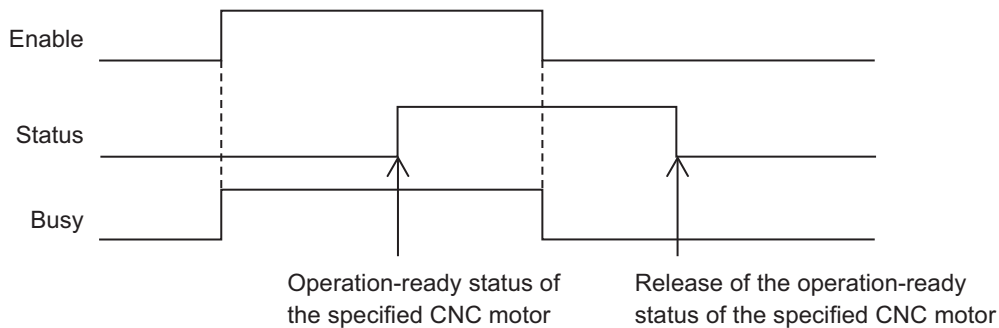 Enable
Status
Busy
Operation-ready status of
the specified CNC motor
Release of the operation-ready
status of the specified CNC motor